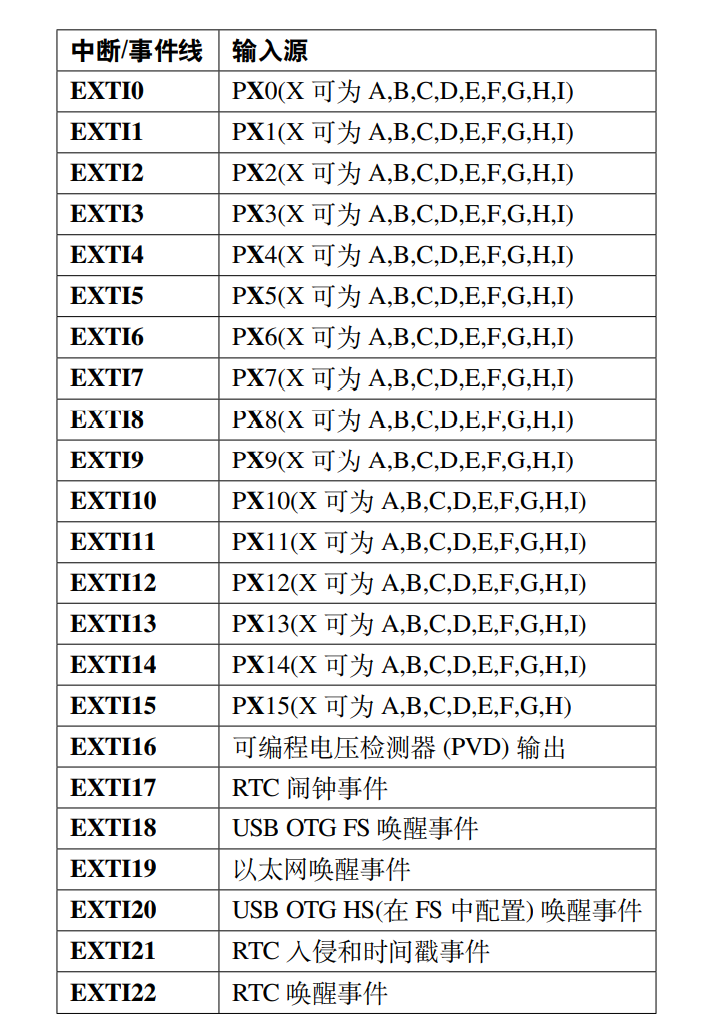 中断/事件线 输入源
EXTI0 PX0(X 可为 A,B,C,D,E,F,G,H,I)
EXTI1 PX1(X 可为 A,B,C,D,E,F,G,H,I)
EXTI2 PX2(X 可为 A,B,C,D,E,F,G,H,I)
EXTI3 PX3(X 可为 A,B,C,D,E,F,G,H,I)
EXTI4 PX4(X 可为 A,B,C,D,E,F,G,H,I)
EXTI5 PX5(X 可为 A,B,C,D,E,F,G,H,I)
EXTI6 PX6(X 可为 A,B,C,D,E,F,G,H,I)
EXTI7 PX7(X 可为 A,B,C,D,E,F,G,H,I)
EXTI8 PX8(X 可为 A,B,C,D,E,F,G,H,I)
EXTI9 PX9(X 可为 A,B,C,D,E,F,G,H,I)
EXTI10 PX10(X 可为 A,B,C,D,E,F,G,H,I)
EXTI11 PX11(X 可为 A,B,C,D,E,F,G,H,I)
EXTI12 PX12(X 可为 A,B,C,D,E,F,G,H,I)
EXTI13 PX13(X 可为 A,B,C,D,E,F,G,H,I)
EXTI14 PX14(X 可为 A,B,C,D,E,F,G,H,I)
EXTI15 PX15(X 可为 A,B,C,D,E,F,G,H)
EXTI16 可编程电压检测器 (PVD) 输出
EXTI17 RTC 闹钟事件
EXTI18 USB OTG FS 唤醒事件
EXTI19 以太网唤醒事件
EXTI20 USB OTG HS(在 FS 中配置) 唤醒事件
EXTI21 RTC 入侵和时间戳事件
EXTI22 RTC 唤醒事件